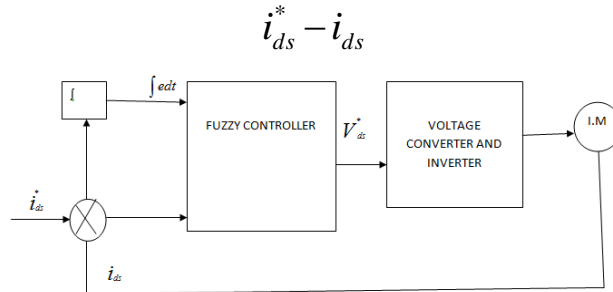 i*ds − ids
∫
∫edt
FUZZY CONTROLLER
V*ds
VOLTAGE
CONVERTER AND
INVERTER
I.M
i*ds
ids